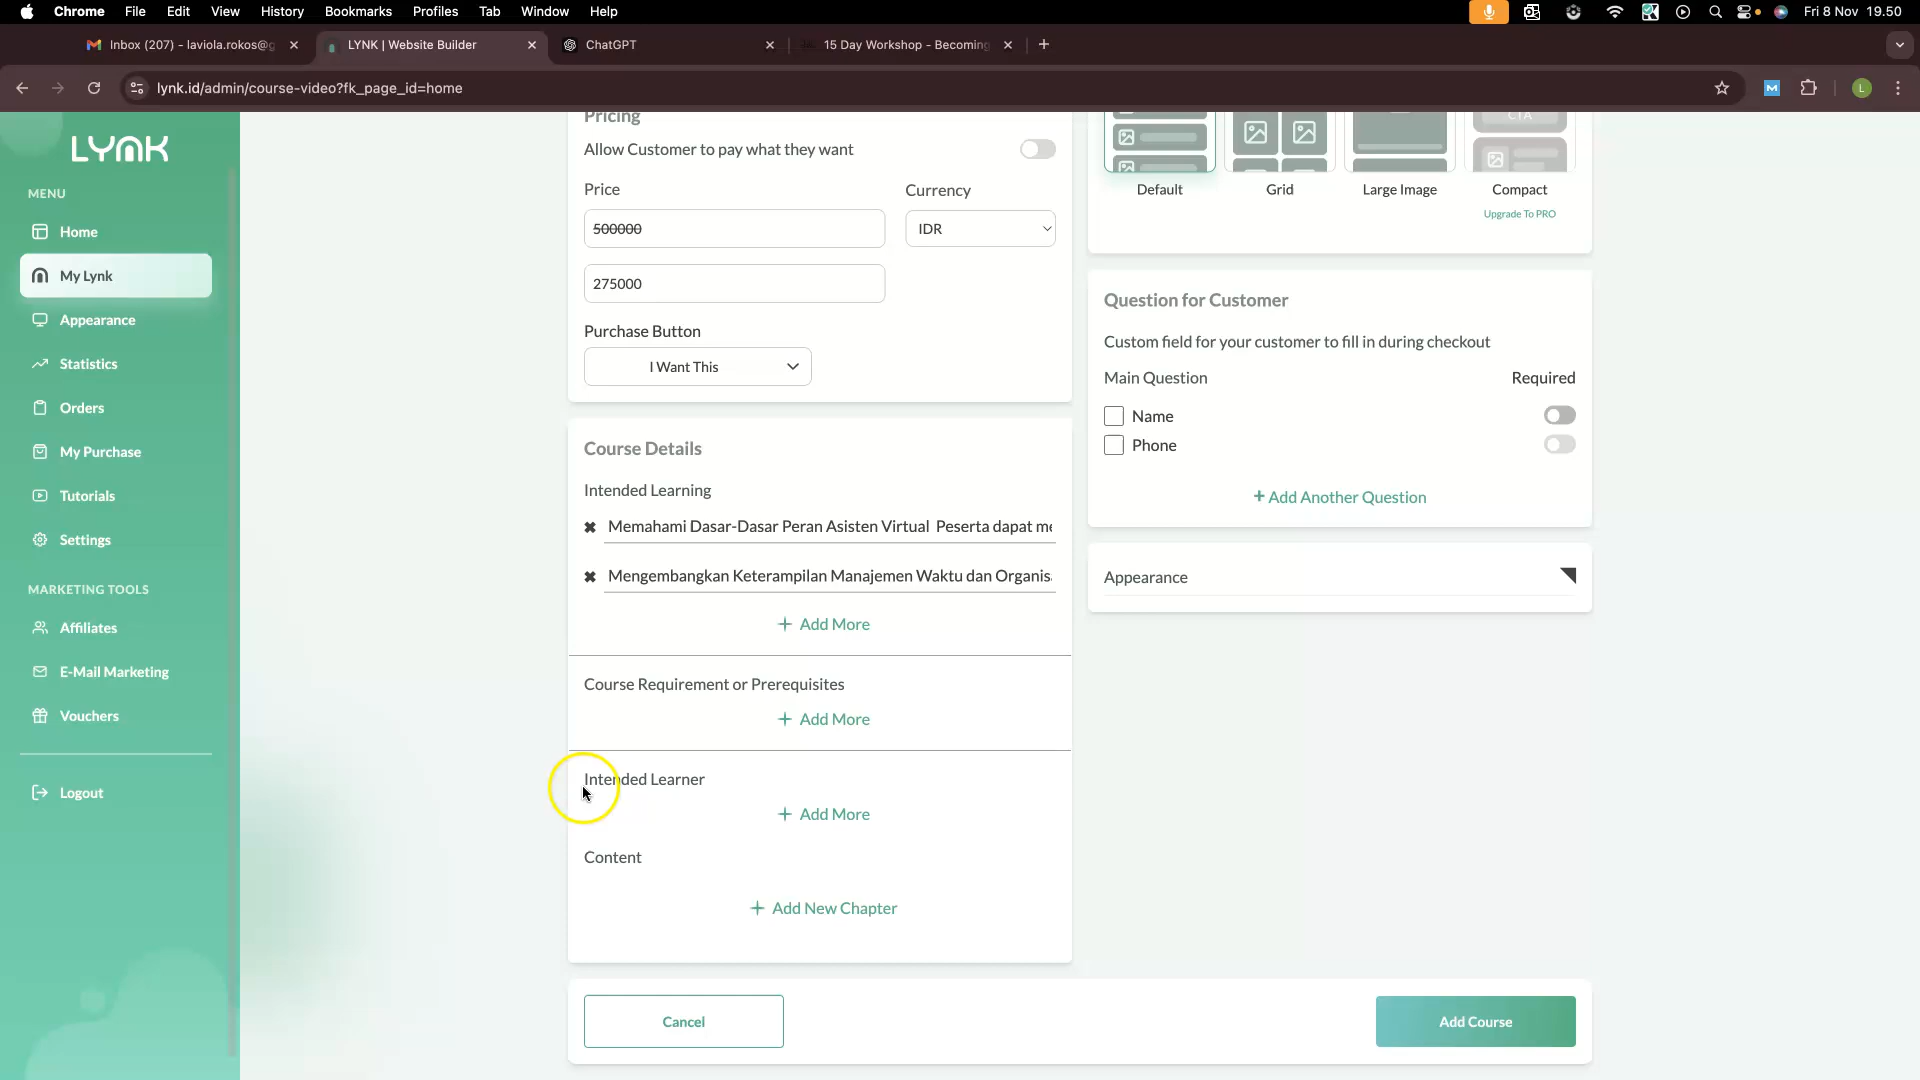 Chrome File Edit View History Bookmarks Profiles Tab Window Help Fri 8 Nov 19.50
Inbox (207) - laviola.rokos@g LYNK | Website Builder ChatGPT 15 Day Workshop - Becoming
lynk.id/admin/course-video?fk_page_id=home L
LYNK
MENU
Home
My Lynk
Appearance
Statistics
Orders
My Purchase
Tutorials
Settings
MARKETING TOOLS
Affiliates
E-Mail Marketing
Vouchers
Logout
Pricing
Allow Customer to pay what they want
Price Currency
500000 IDR
275000
Purchase Button
I Want This
Course Details
Intended Learning
Memahami Dasar-Dasar Peran Asisten Virtual Peserta dapat me
Mengembangkan Keterampilan Manajemen Waktu dan Organis
+ Add More
Course Requirement or Prerequisites
+ Add More
Intended Learner
+ Add More
Content
+ Add New Chapter
Cancel
CTA
Default Grid Large Image Compact
Upgrade To PRO
Question for Customer
Custom field for your customer to fill in during checkout
Main Question Required
Name
Phone
+ Add Another Question
Appearance
Add Course